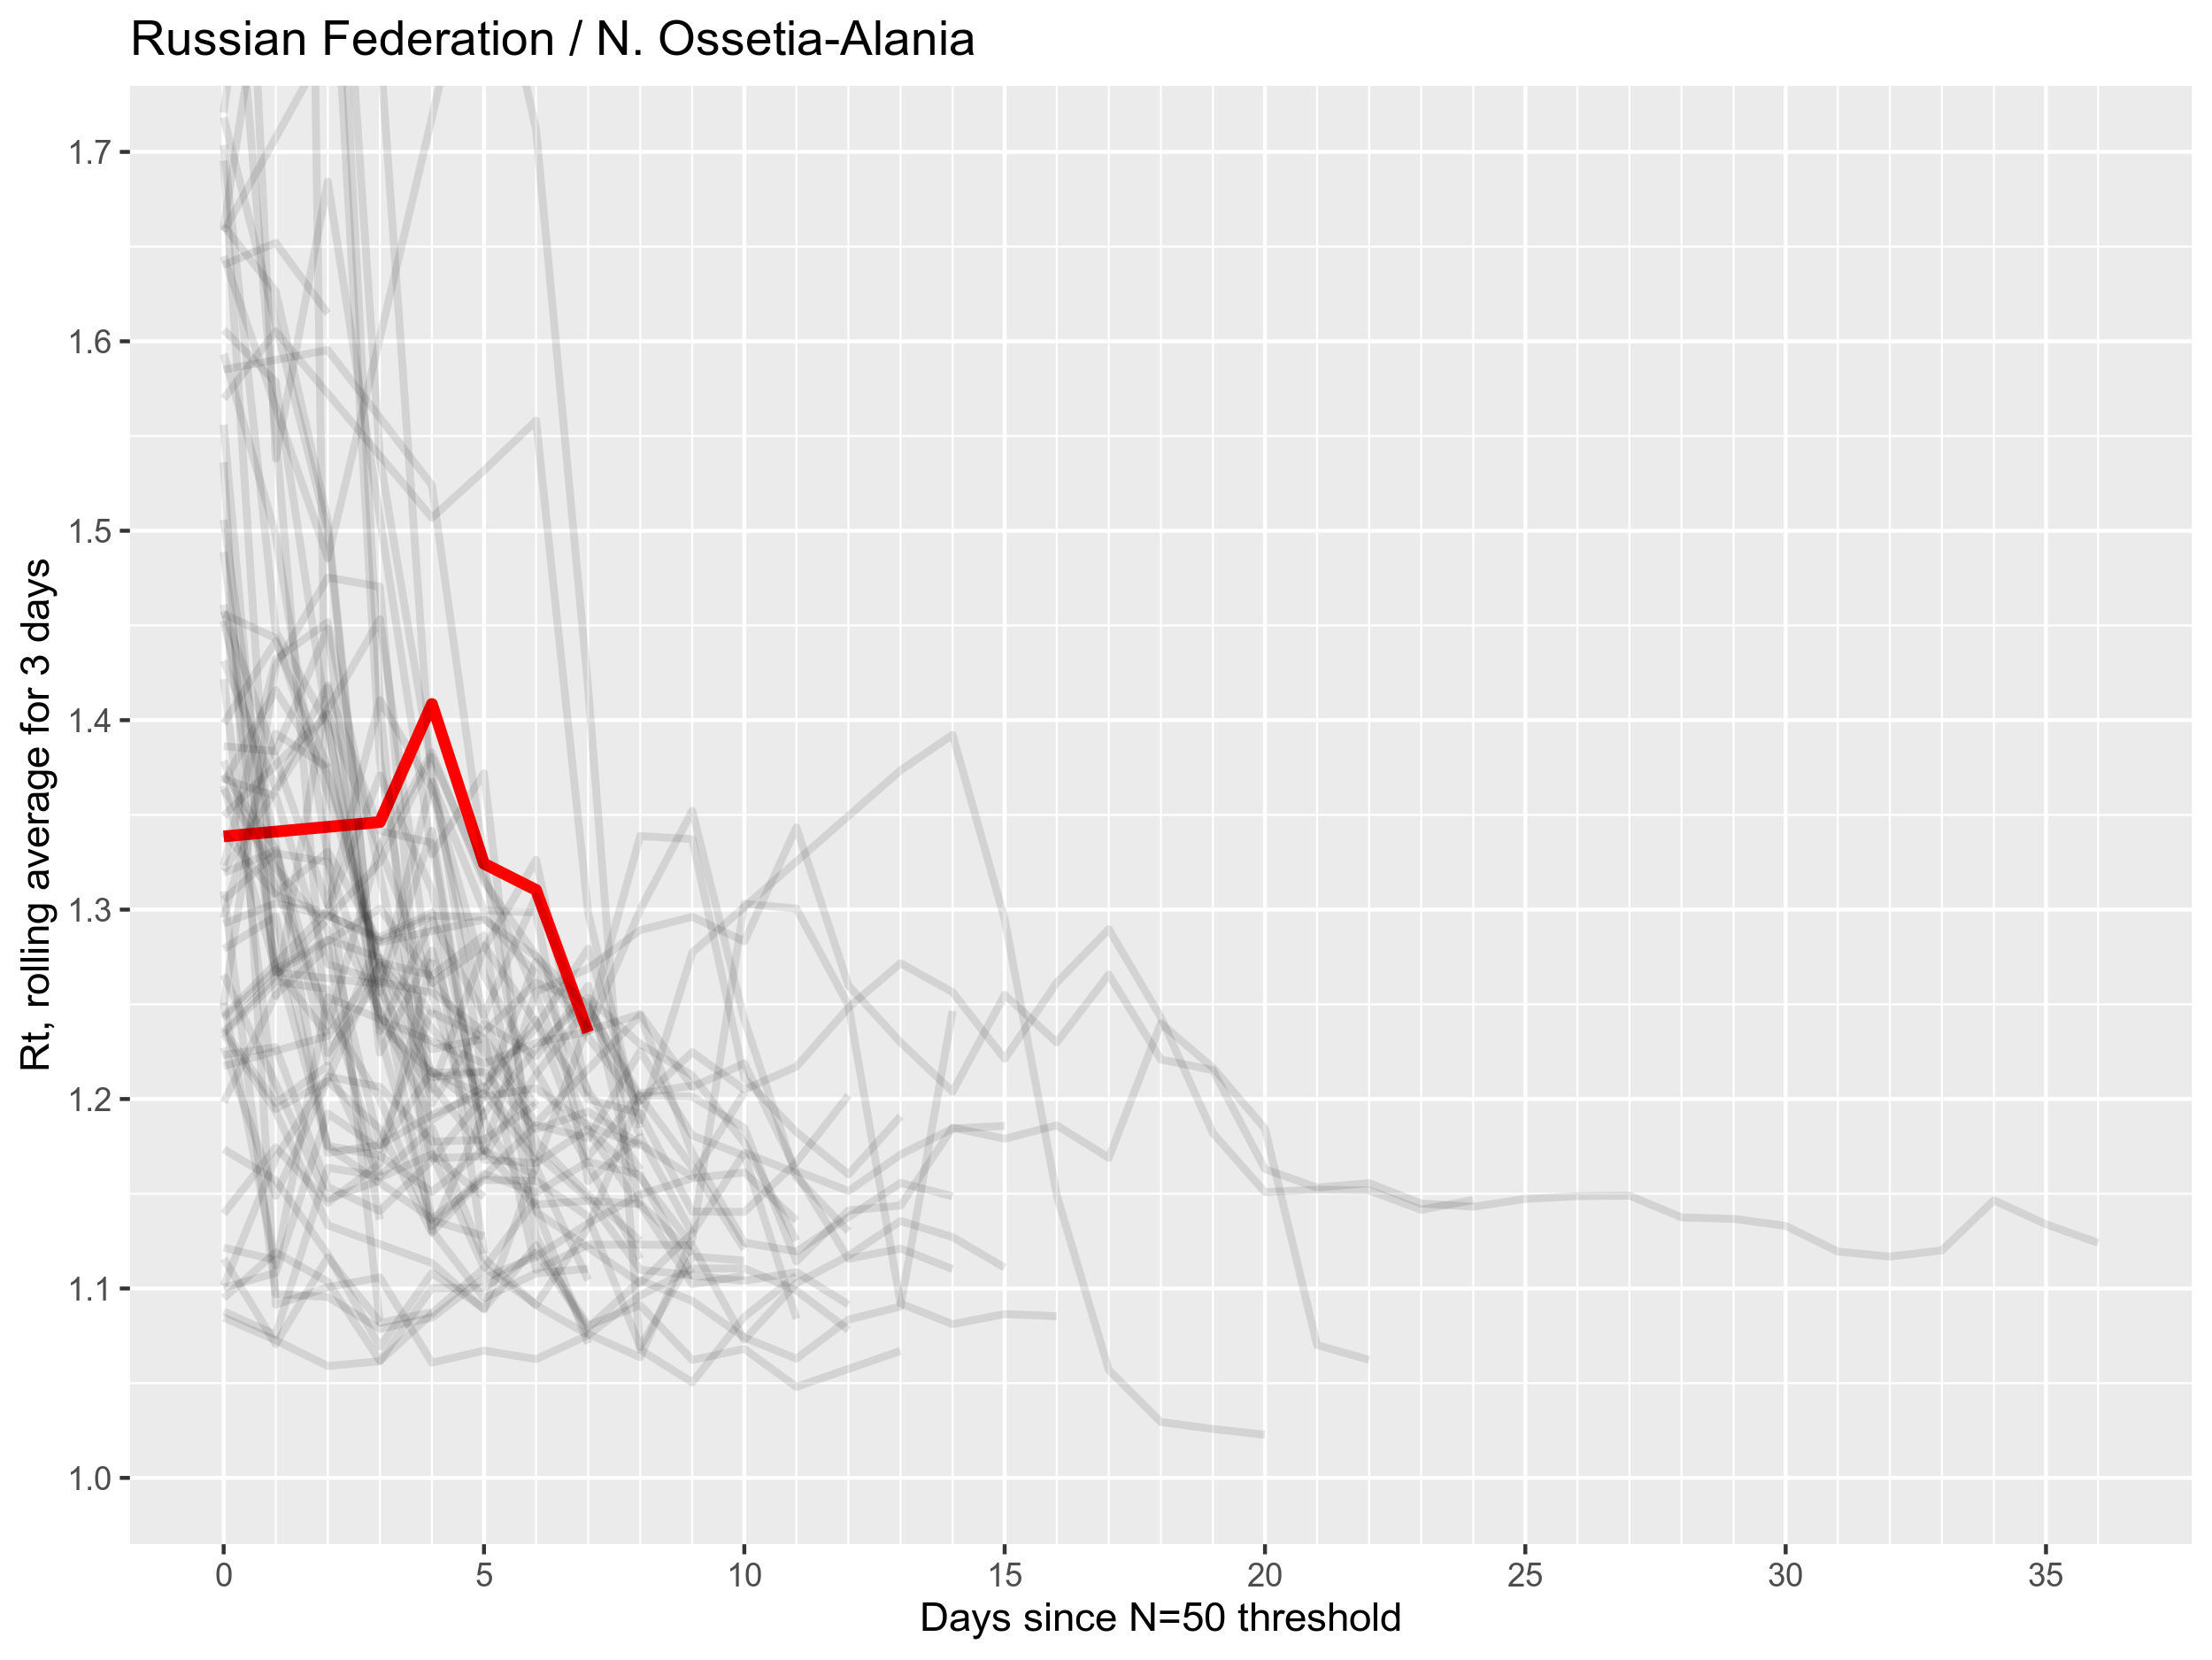 Russian Federation / N. Ossetia-Alania
Rt, rolling average for 3 days
1.7
1.6
1.5
1.4
1.3
1.2
1.1
1.0
0 5 10 15 20 25 30 35
Days since N=50 threshold